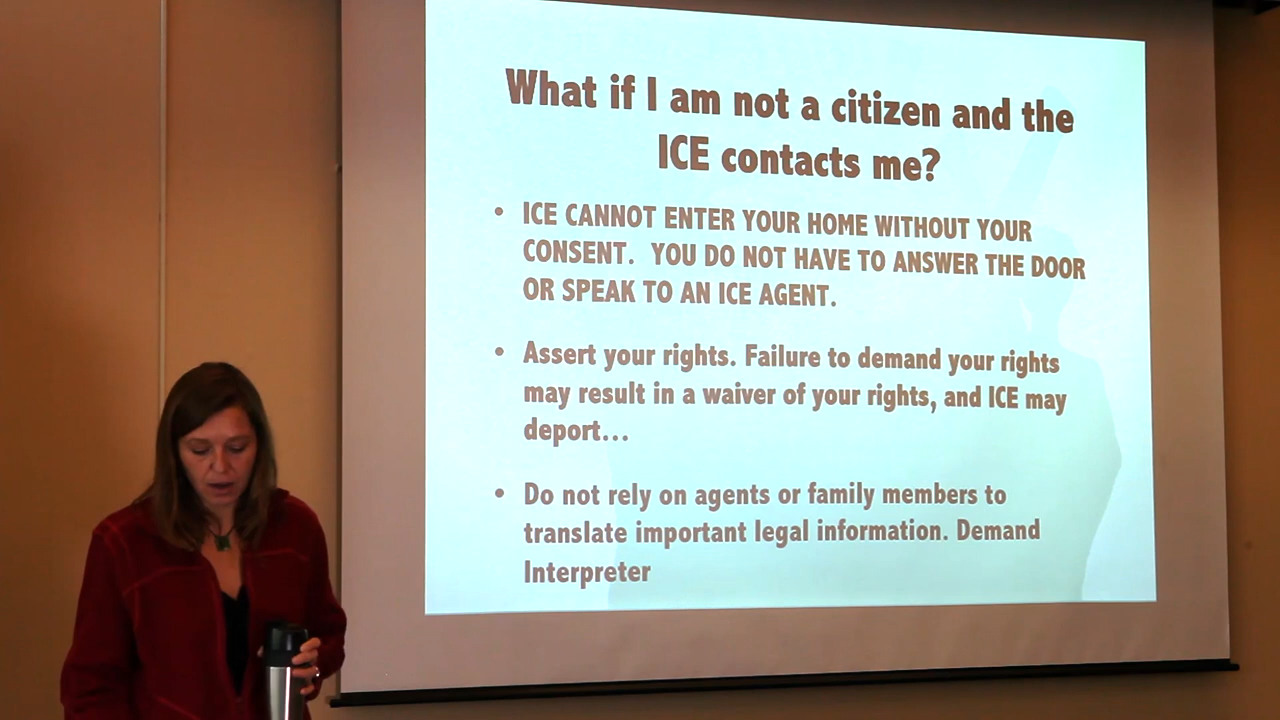 What if I am not a citizen and the
ICE contacts me?
• ICE CANNOT ENTER YOUR HOME WITHOUT YOUR
CONSENT. YOU DO NOT HAVE TO ANSWER THE DOOR
OR SPEAK TO AN ICE AGENT.
• Assert your rights. Failure to demand your rights
may result in a waiver of your rights, and ICE may
deport...
• Do not rely on agents or family members to
translate important legal information. Demand
Interpreter